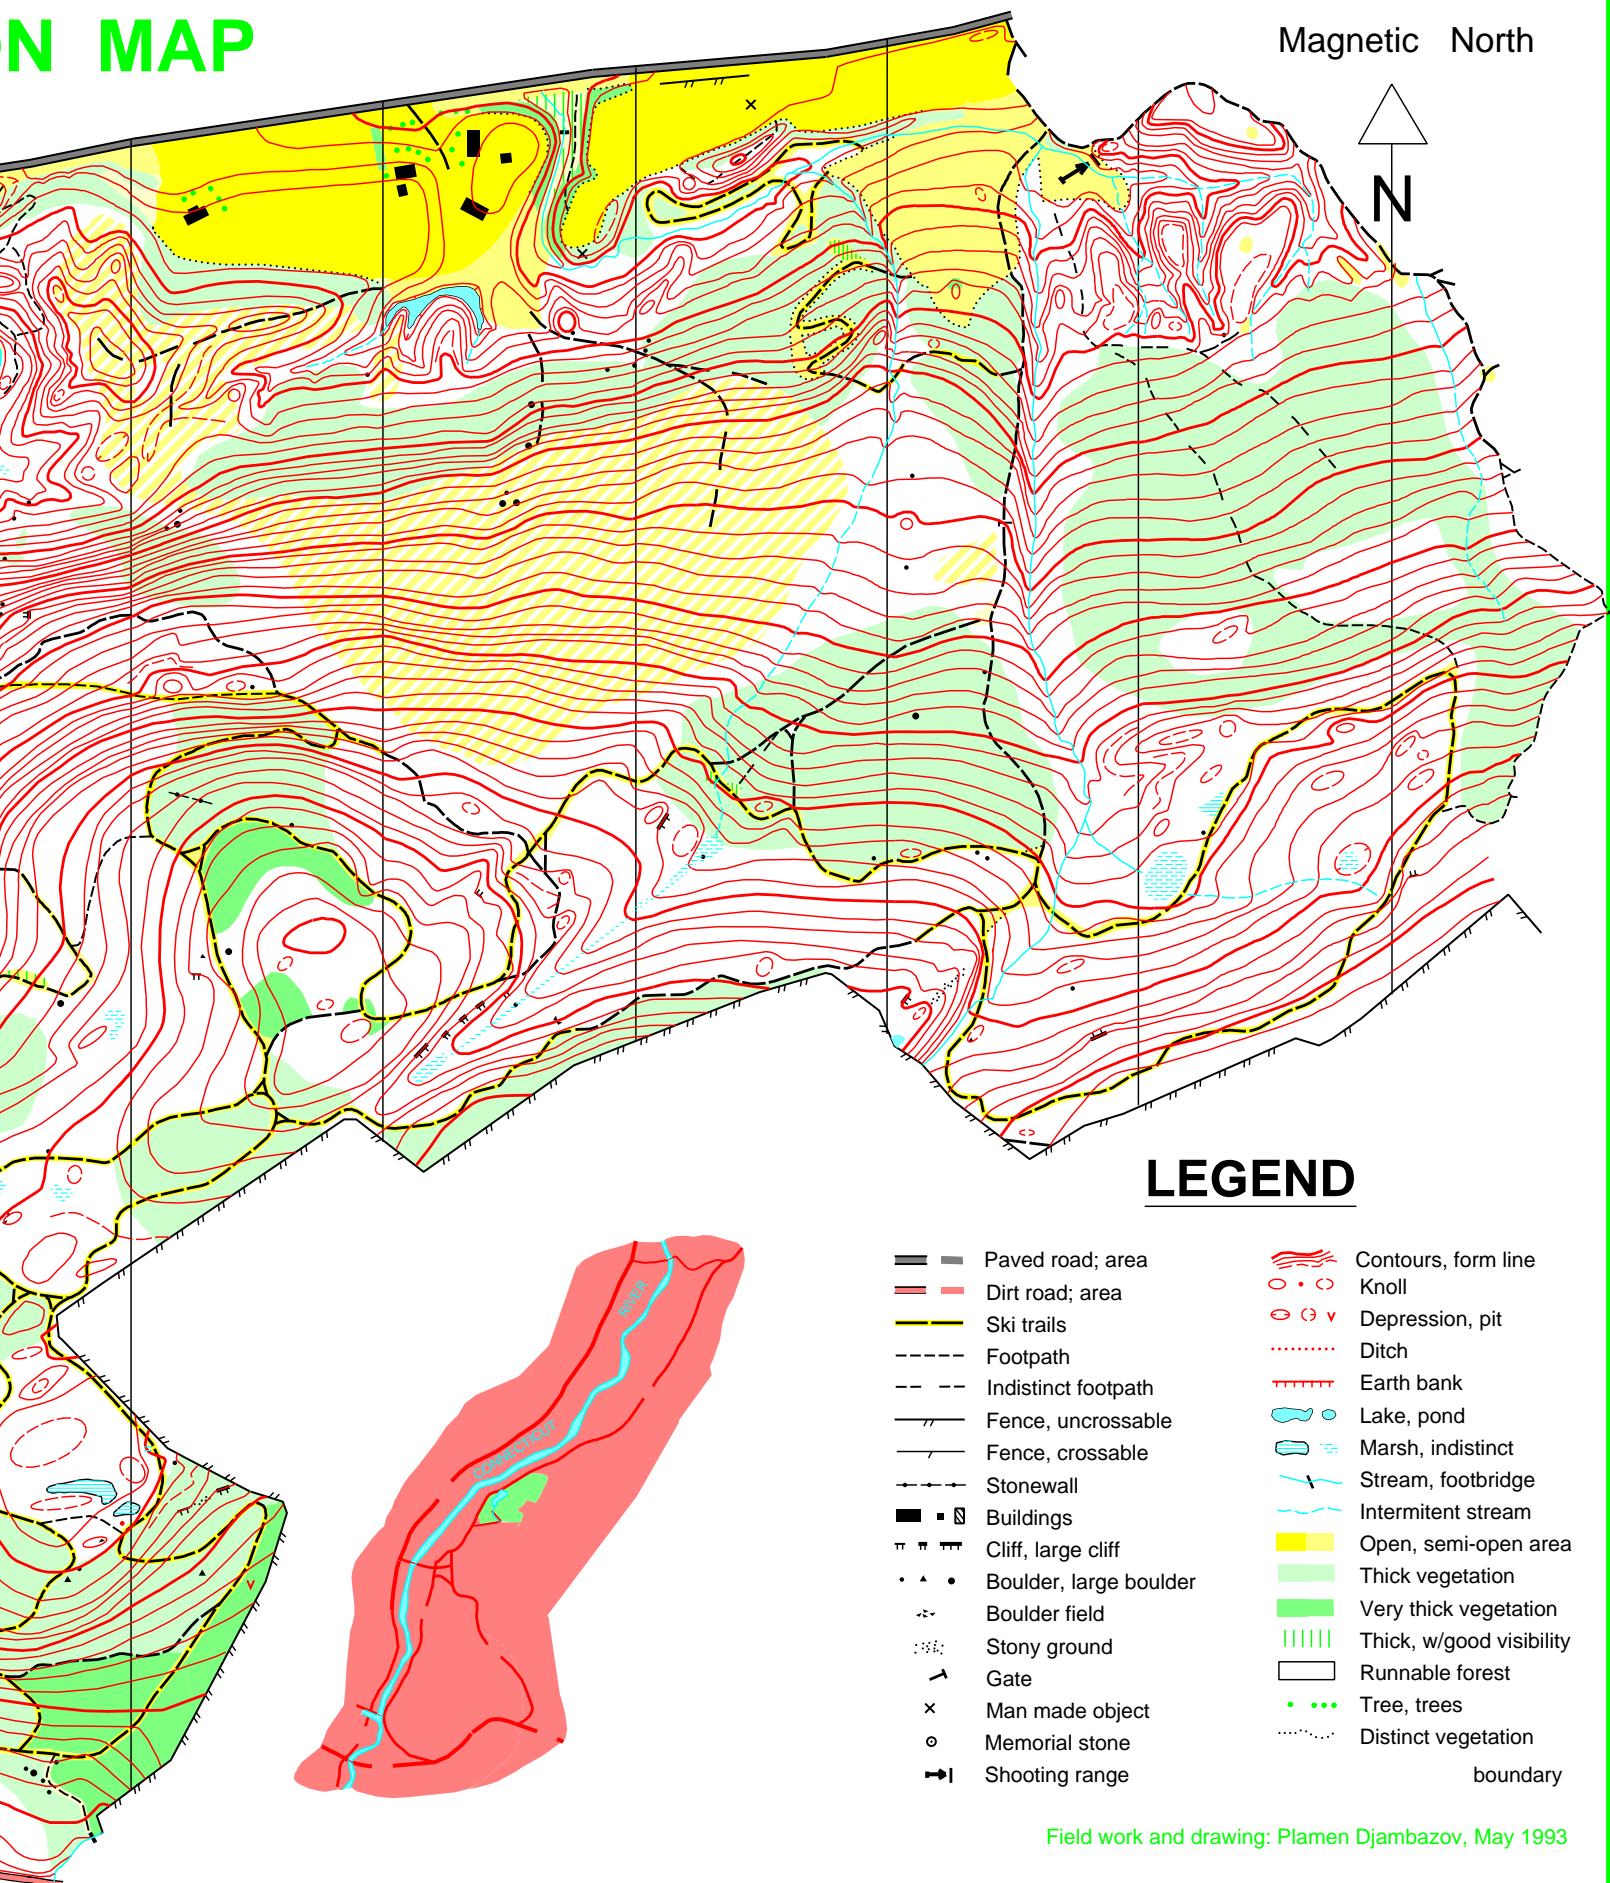 N MAP
Magnetic North
N
RIVER
CONNECTICUT
LEGEND
Paved road; area
Dirt road; area
Ski trails
Footpath
Indistinct footpath
Fence, uncrossable
Fence, crossable
Stonewall
Buildings
Cliff, large cliff
Boulder, large boulder
Boulder field
Stony ground
Gate
Man made object
Memorial stone
Shooting range
Contours, form line
Knoll
Depression, pit
Ditch
Earth bank
Lake, pond
Marsh, indistinct
Stream, footbridge
Intermitent stream
Open, semi-open area
Thick vegetation
Very thick vegetation
Thick, w/good visibility
Runnable forest
Tree, trees
Distinct vegetation
boundary
Field work and drawing: Plamen Djambazov, May 1993